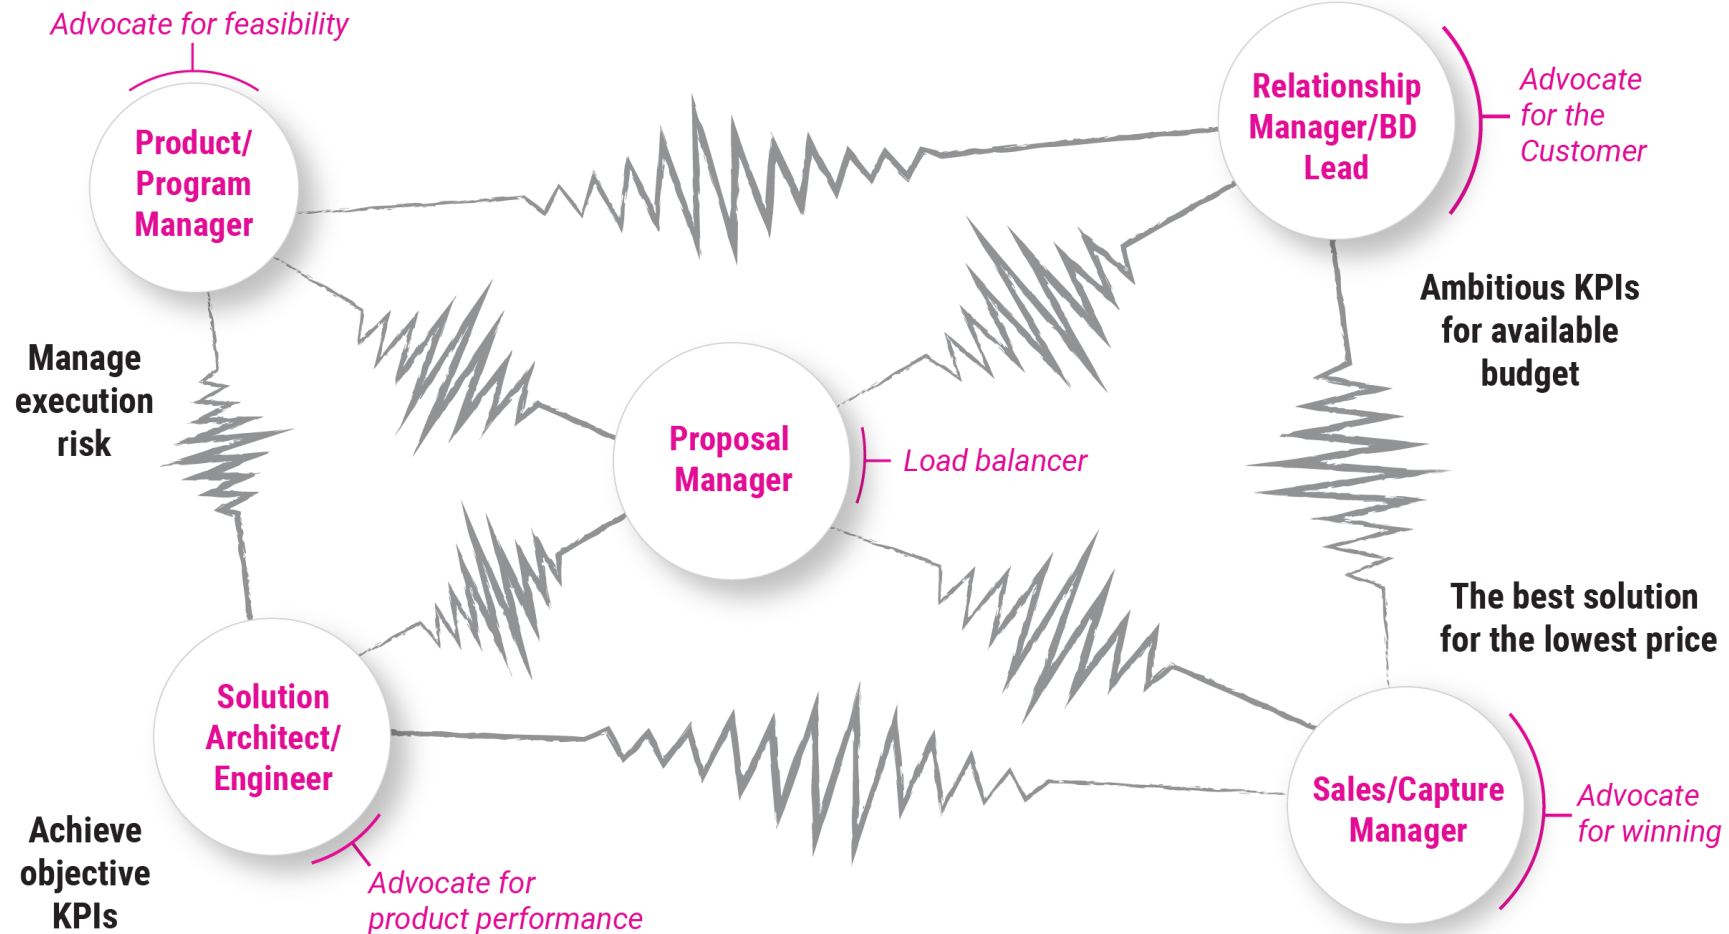 Advocate for feasibility
Product/
Program
Manager
Relationship
Manager/BD
Lead
Advocate
for the
Customer
Manage
execution
risk
Ambitious KPIs
for available
budget
Proposal
Manager
Load balancer
The best solution
for the lowest price
Solution
Architect/
Engineer
Sales/Capture
Manager
Advocate
for winning
Achieve
objective
KPIs
Advocate for
product performance